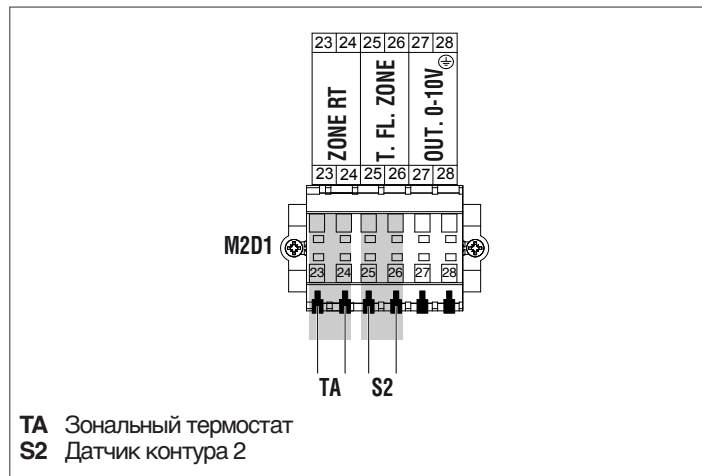 23 24 25 26 27 28
ZONE RT
T. FL. ZONE
OUT. 0-10V
23 24 25 26 27 28
M2D1
23 24 25 26 27 28
TA S2
TA Зональный термостат
S2 Датчик контура 2